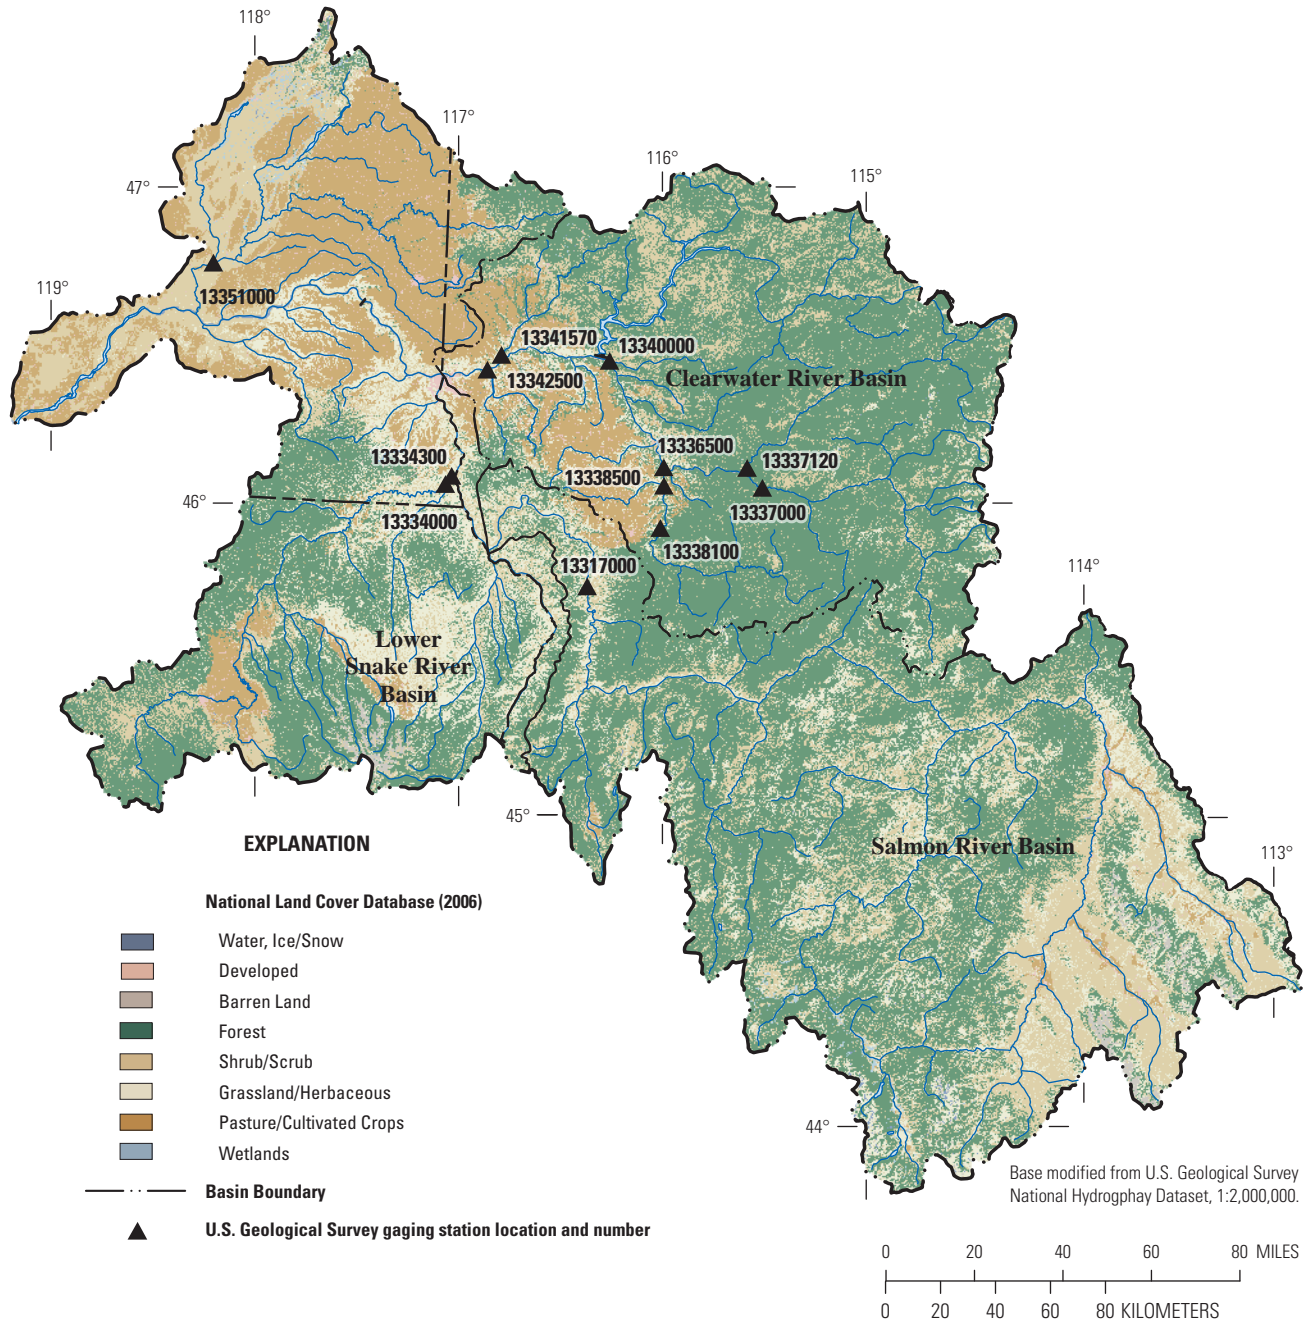 118°
117°
116°
115°
47°
119°
13351000
13341570
13340000
13342500
Clearwater River Basin
13336500
13334300
13337120
13338500
46°
13334000
13337000
13338100
13317000
114°
Lower
Snake River
Basin
45°
Salmon River Basin
113°
44°
EXPLANATION
National Land Cover Database (2006)
Water, Ice/Snow
Developed
Barren Land
Forest
Shrub/Scrub
Grassland/Herbaceous
Pasture/Cultivated Crops
Wetlands
Basin Boundary
U.S. Geological Survey gaging station location and number
Base modified from U.S. Geological Survey
National Hydrogphay Dataset, 1:2,000,000.
0 20 40 60 80 MILES
0 20 40 60 80 KILOMETERS